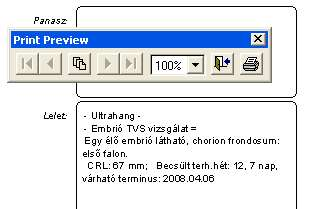 Panasz:
Print Preview
100%
Lelet:
- Ultrahang -
- Embrió TVS vizsgálat =
Egy élő embrió látható, chorion frondosum:
első falon.
CRL: 67 mm; Becsült terh.hét: 12, 7 nap,
várható terminus: 2008.04.06